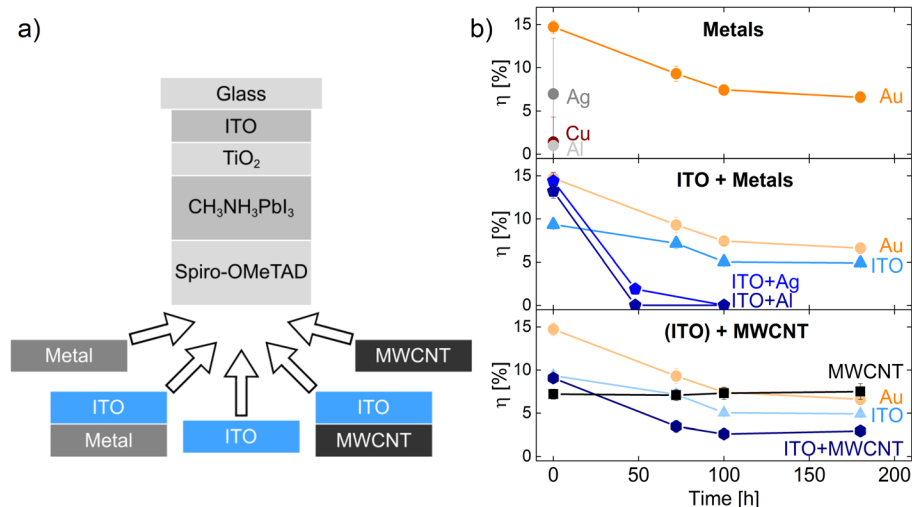 a)
Glass
ITO
TiO₂
CH₃NH₃PbI₃
Spiro-OMeTAD
Metal
MWCNT
ITO
Metal
ITO
ITO
MWCNT
b)
Metals
15
10
5
0
η [%]
Au
Ag
Cu
Al
ITO + Metals
15
10
5
0
η [%]
Au
ITO
ITO+Ag
ITO+Al
(ITO) + MWCNT
15
10
5
0
η [%]
MWCNT
Au
ITO
ITO+MWCNT
0 50 100 150 200
Time [h]